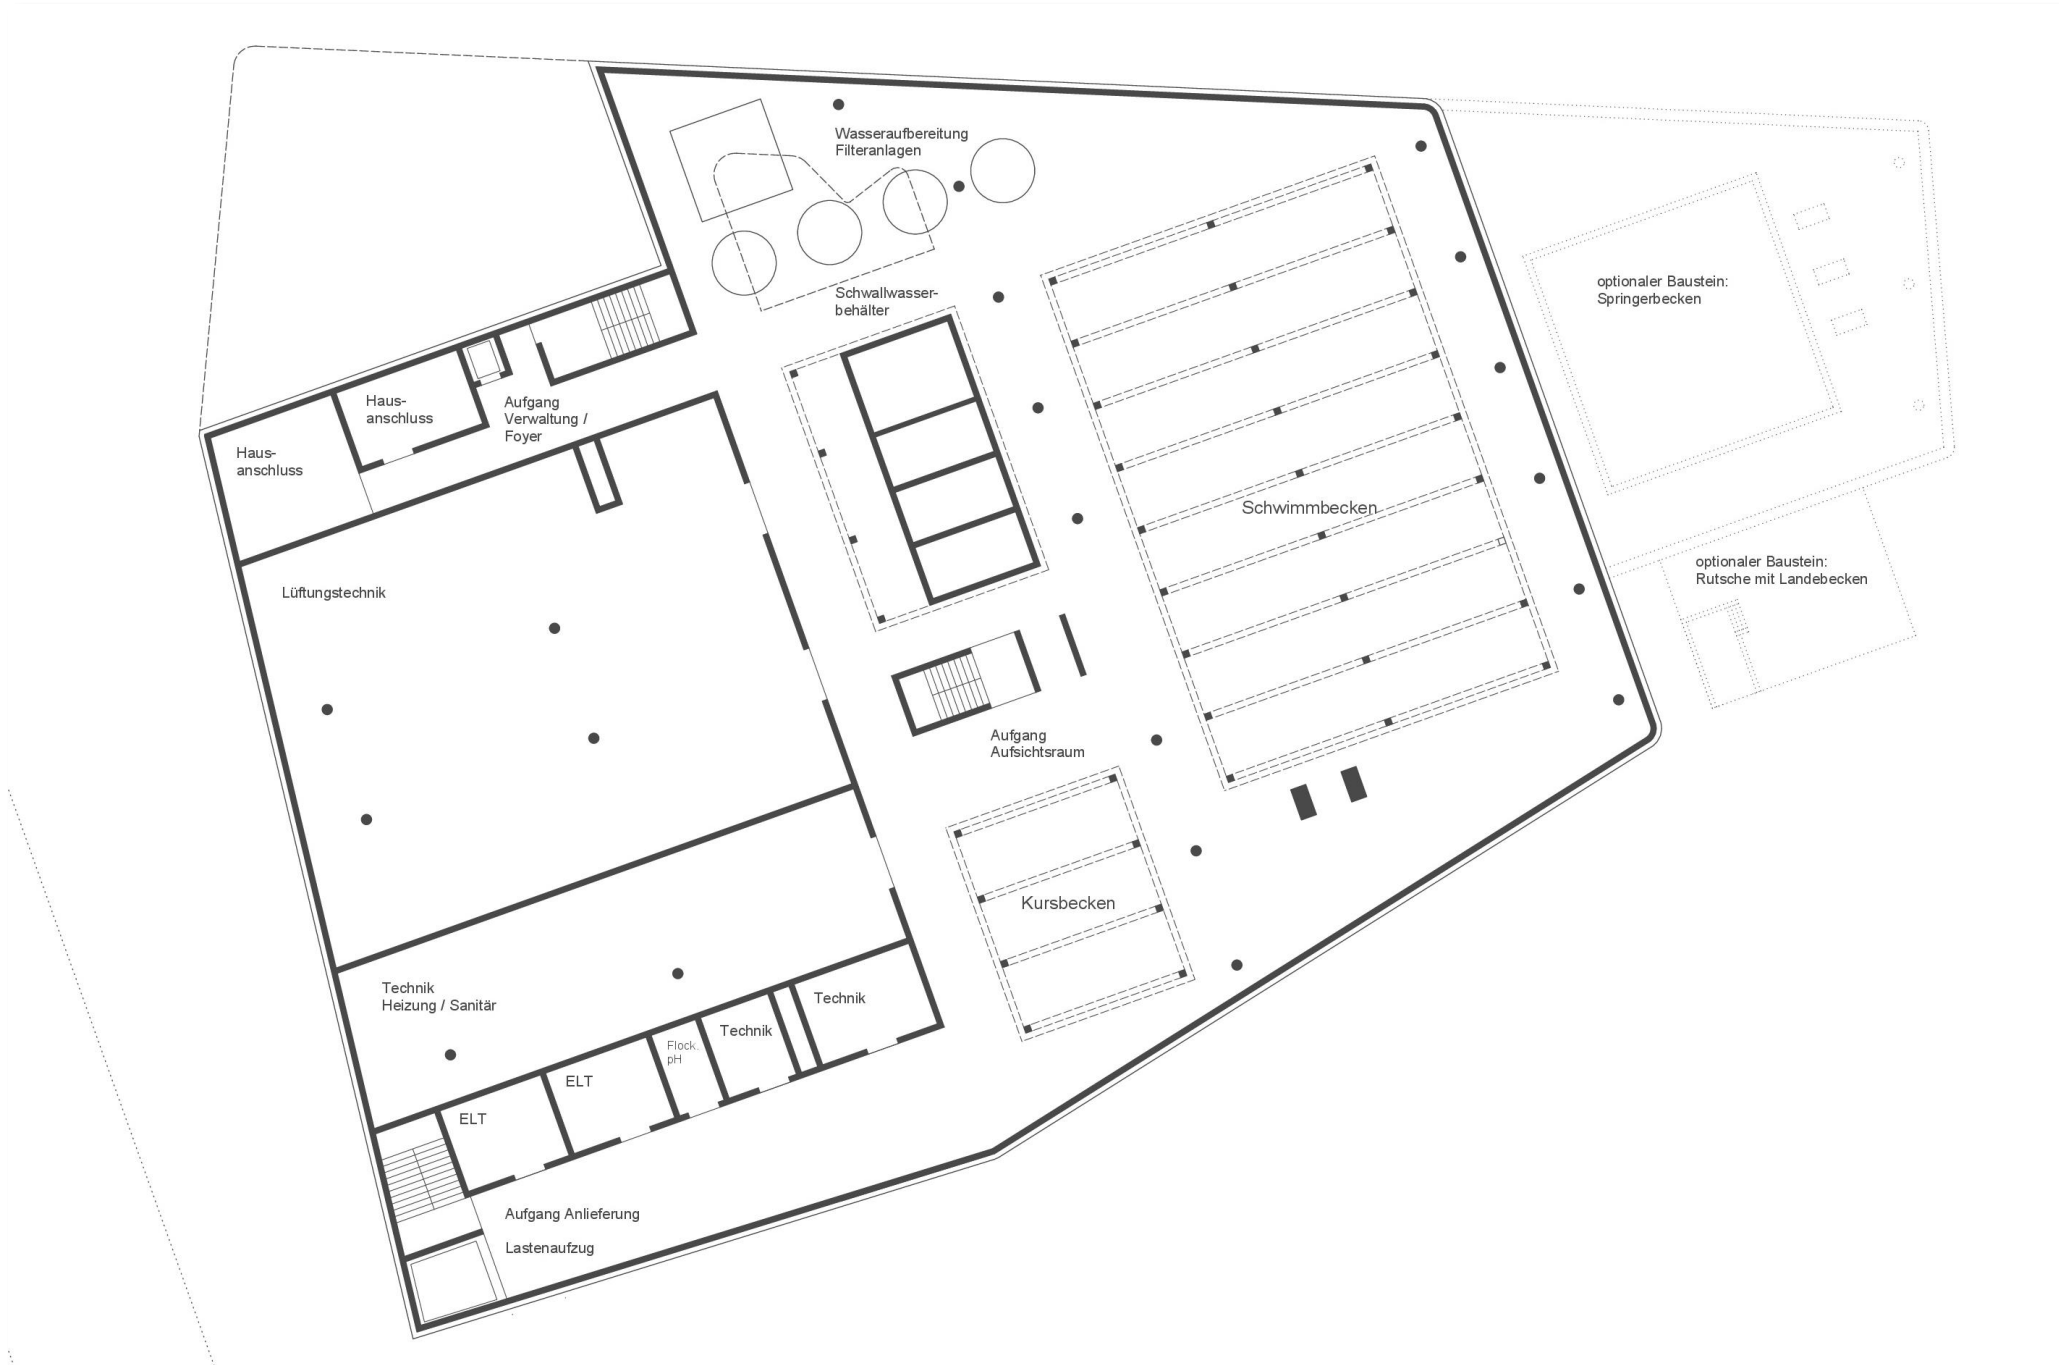 Wasseraufbereitung
Filteranlagen
Schwallwasser-
behälter
optionaler Baustein:
Springerbecken
Haus-
anschluss
Aufgang
Verwaltung /
Foyer
Haus-
anschluss
Schwimmbecken
optionaler Baustein:
Rutsche mit Landebecken
Lüftungstechnik
Aufgang
Aufsichtsraum
Kursbecken
Technik
Heizung / Sanitär
Technik
Technik
Flock.
pH
ELT
ELT
Aufgang Anlieferung
Lastenaufzug